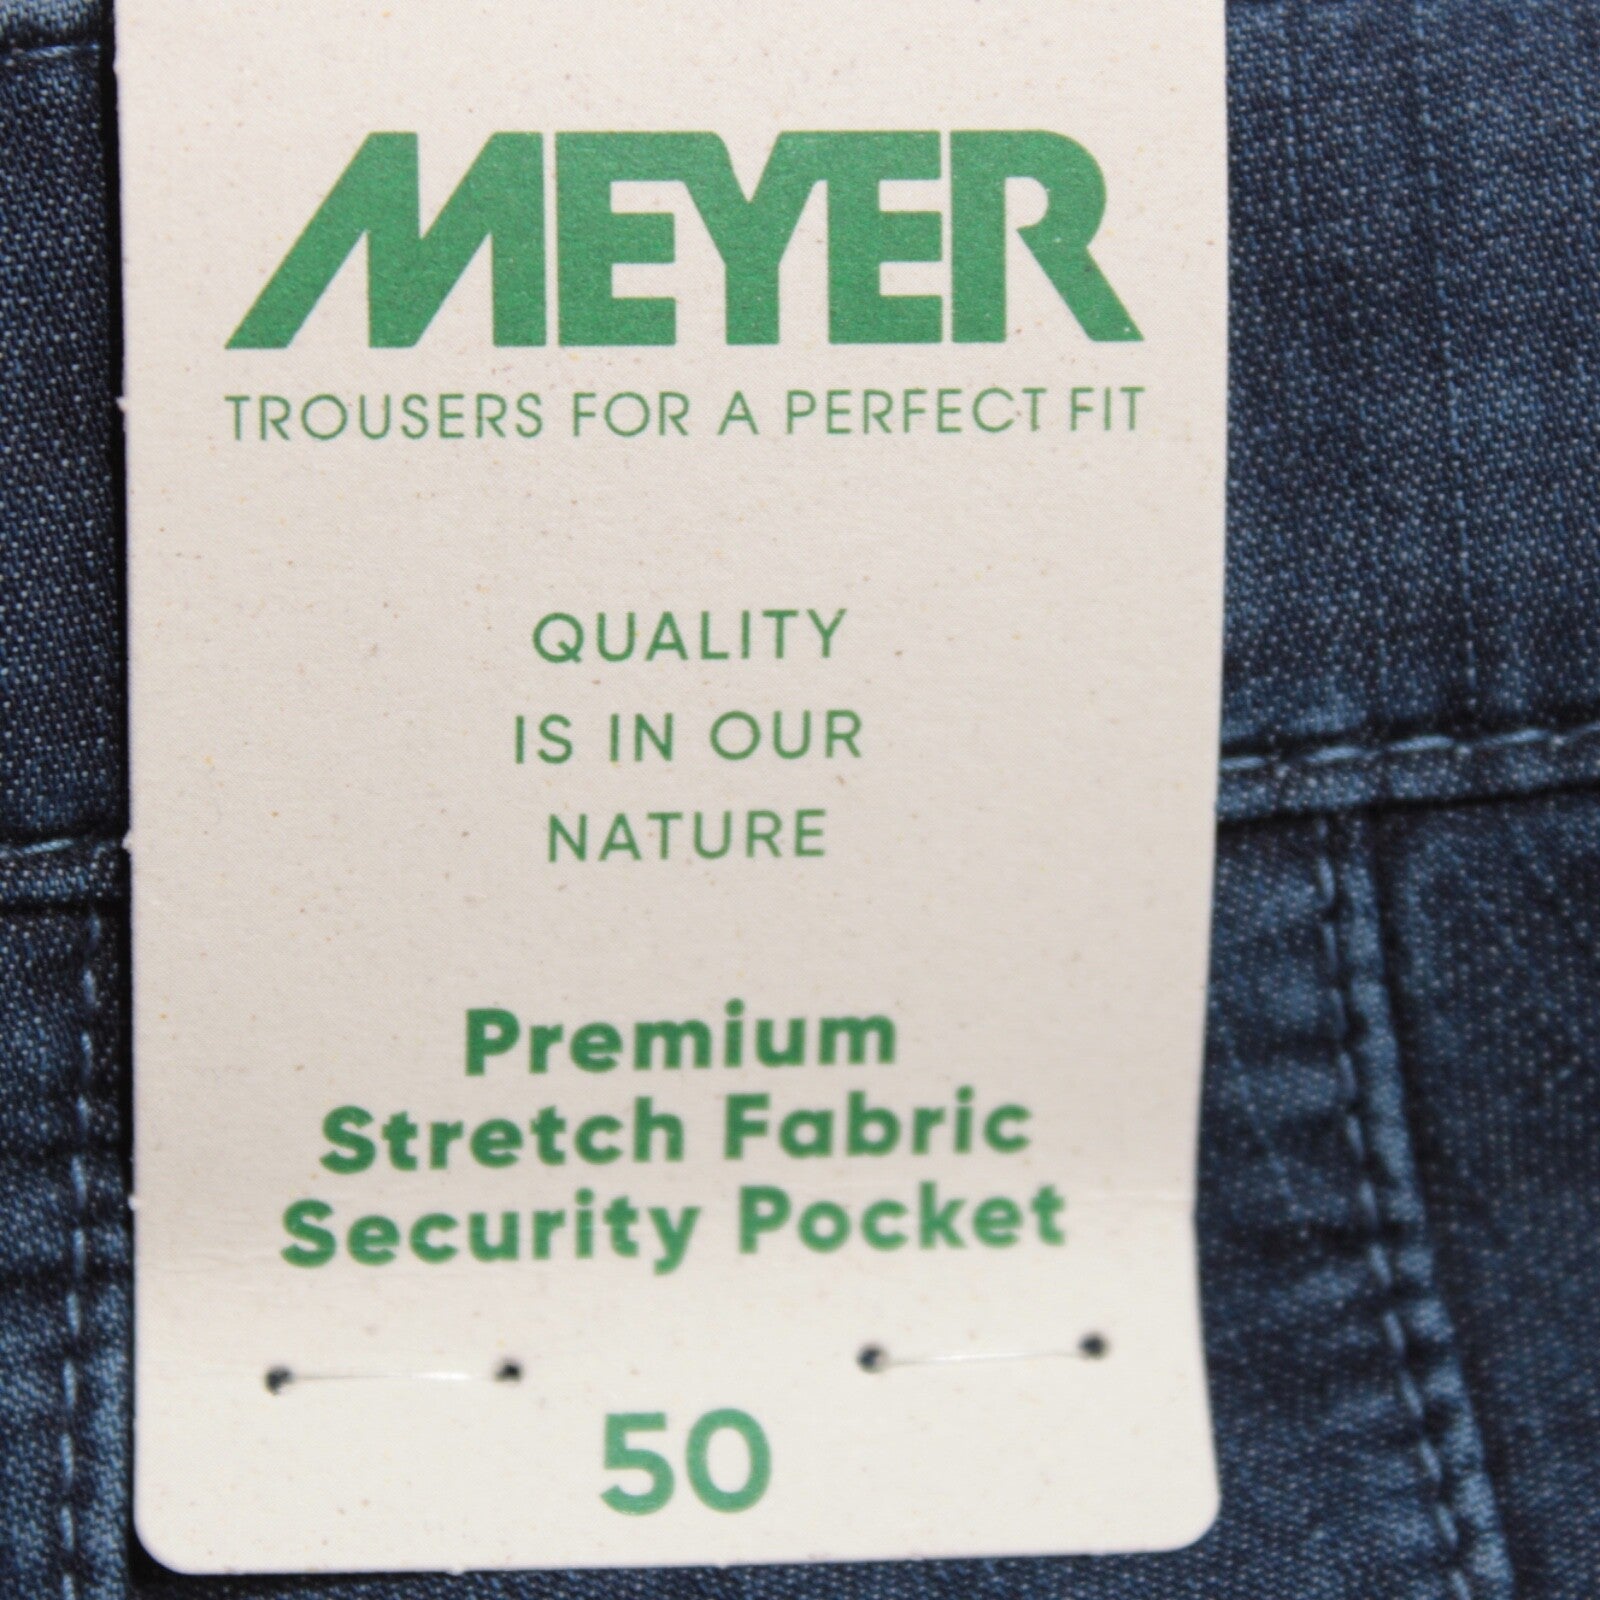 MEYER
TROUSERS FOR A PERFECT FIT
QUALITY
IS IN OUR
NATURE
Premium
Stretch Fabric
Security Pocket
50